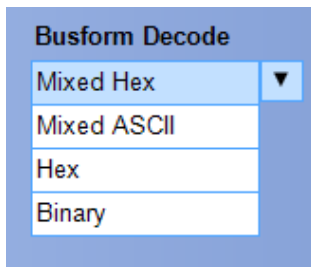 Busform Decode
Mixed Hex
Mixed ASCII
Hex
Binary